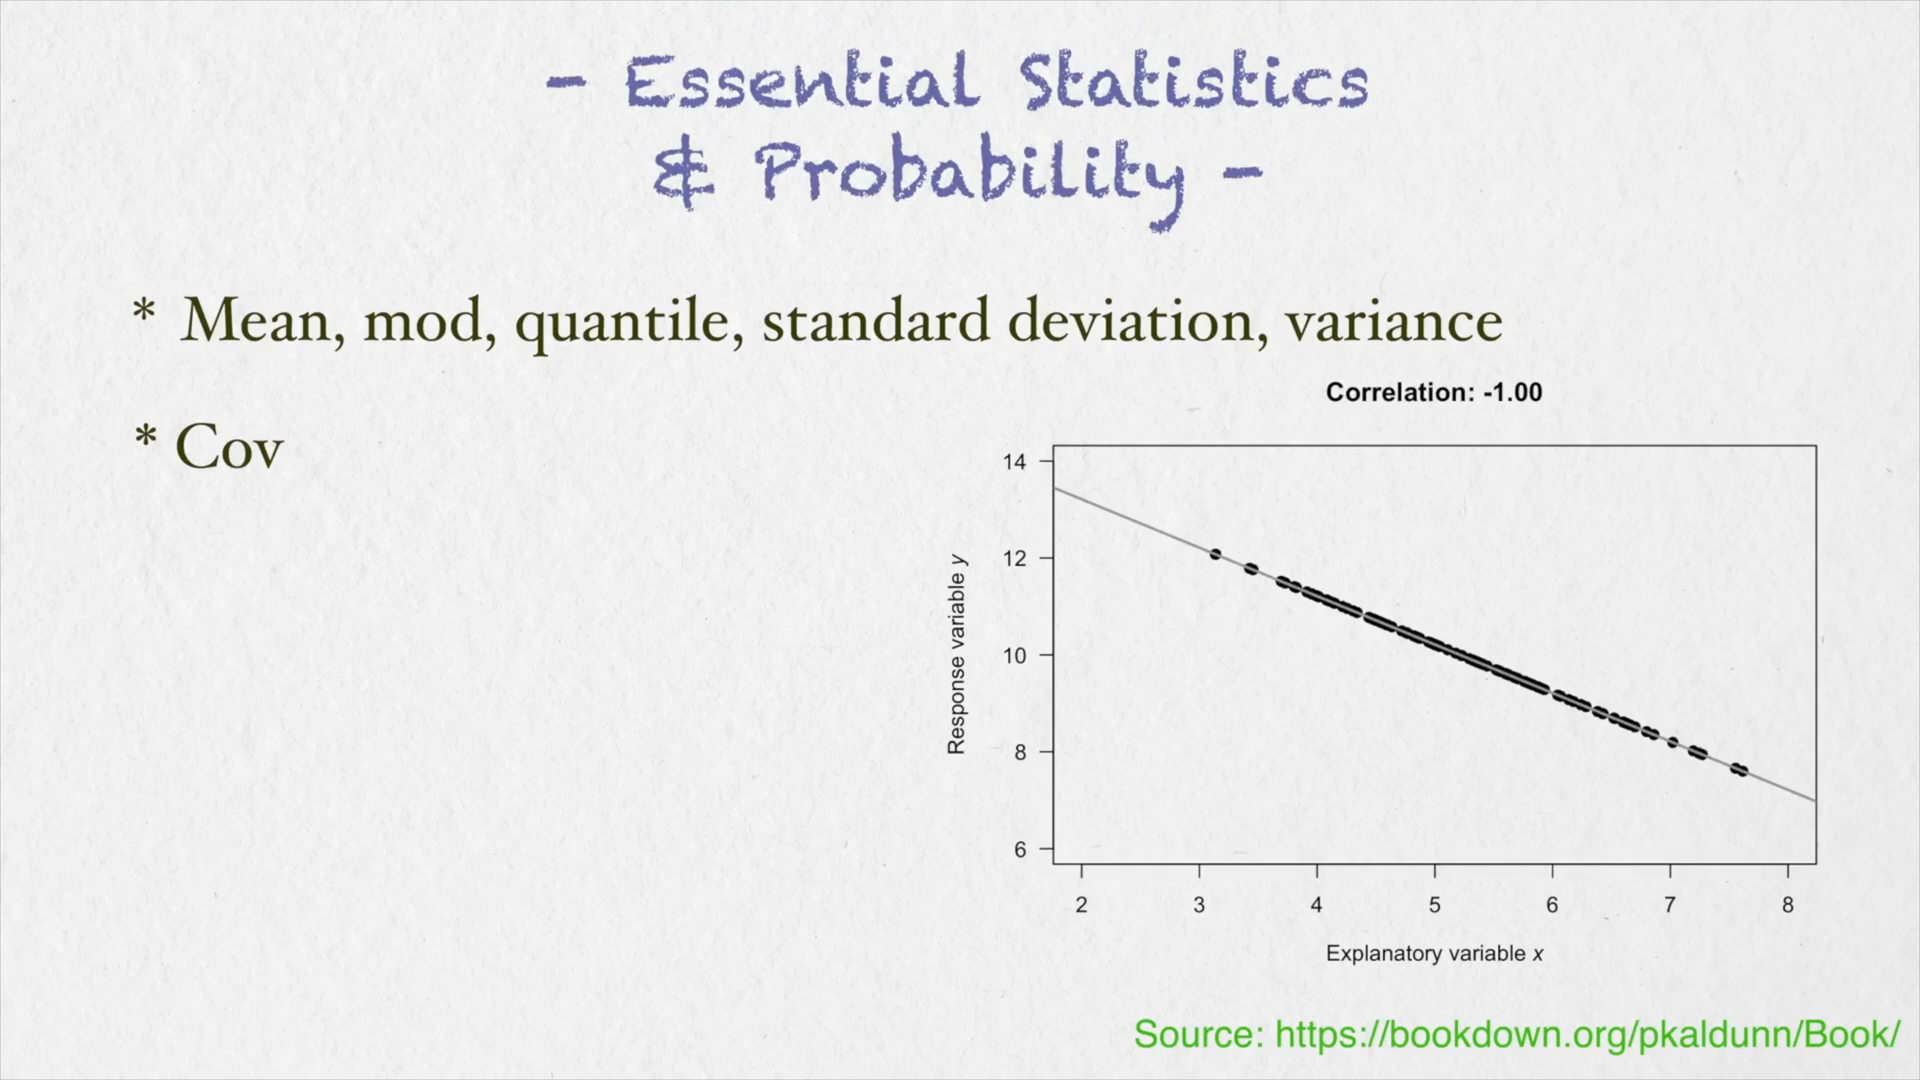 - Essential Statistics
& Probability -
* Mean, mod, quantile, standard deviation, variance
* Cov
Correlation: -1.00
14
12
10
8
6
Response variable y
2 3 4 5 6 7 8
Explanatory variable x
Source: https://bookdown.org/pkaldunn/Book/